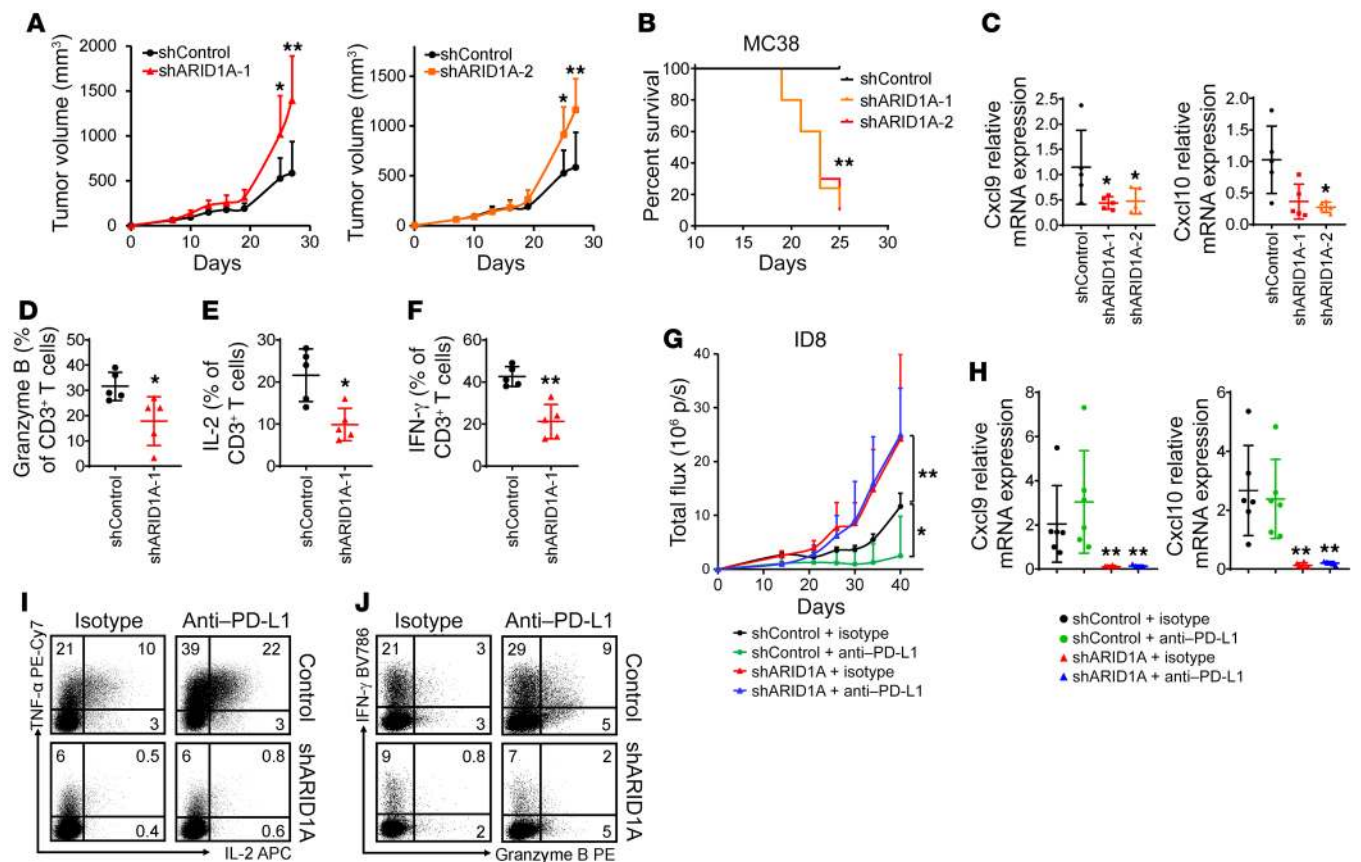 A
Tumor volume (mm³)
2000
1500
1000
500
0
0
10
20
30
Days
shControl
shARID1A-1
*
**
Tumor volume (mm³)
1500
1000
500
0
0
10
20
30
Days
shControl
shARID1A-2
*
**
B
MC38
Percent survival
100
80
60
40
20
0
10
15
20
25
30
Days
shControl
shARID1A-1
shARID1A-2
**
C
Cxcl9 relative
mRNA expression
2.5
2.0
1.5
1.0
0.5
0.0
*
*
shControl
shARID1A-1
shARID1A-2
Cxcl10 relative
mRNA expression
2.5
2.0
1.5
1.0
0.5
0.0
*
shControl
shARID1A-1
shARID1A-2
D
Granzyme B (%
of CD3⁺ T cells)
50
40
30
20
10
0
*
shControl
shARID1A-1
E
IL-2 (% of
CD3⁺ T cells)
30
20
10
0
*
shControl
shARID1A-1
F
IFN-γ (% of
CD3⁺ T cells)
60
40
20
0
**
shControl
shARID1A-1
G
ID8
Total flux (10⁶ p/s)
40
30
20
10
0
0
10
20
30
40
Days
**
*
shControl + isotype
shControl + anti–PD-L1
shARID1A + isotype
shARID1A + anti–PD-L1
H
Cxcl9 relative
mRNA expression
8
6
4
2
0
**
**
Cxcl10 relative
mRNA expression
6
4
2
0
**
**
shControl + isotype
shControl + anti–PD-L1
shARID1A + isotype
shARID1A + anti–PD-L1
I
Isotype
Anti–PD-L1
TNF-α PE-Cy7
21
10
3
39
22
3
Control
6
0.5
0.4
6
0.8
0.6
shARID1A
IL-2 APC
J
Isotype
Anti–PD-L1
IFN-γ BV786
21
3
3
29
9
5
Control
9
0.8
2
7
2
5
shARID1A
Granzyme B PE